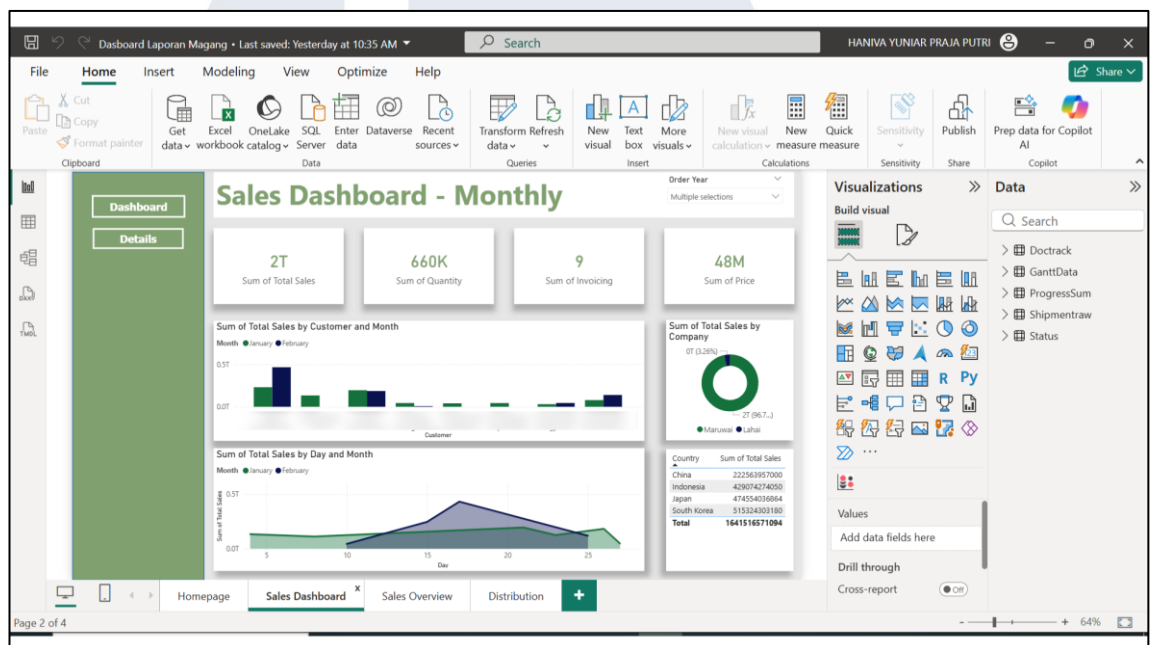 Dasboard Laporan Magang • Last saved: Yesterday at 10:35 AM
Search
HANIVA YUNIAR PRAJA PUTRI
File Home Insert Modeling View Optimize Help
Share
Paste
Cut
Copy
Format painter
Get data
Excel workbook
OneLake catalog
SQL Server
Enter data
Dataverse
Recent sources
Transform data
Refresh
New visual
Text box
More visuals
New visual calculation
New measure
Quick measure
Sensitivity
Publish
Prep data for Copilot AI
Clipboard
Data
Queries
Insert
Calculations
Sensitivity
Share
Copilot
Dashboard
Details
Sales Dashboard - Monthly
Order Year
Multiple selections
2T
Sum of Total Sales
660K
Sum of Quantity
9
Sum of Invoicing
48M
Sum of Price
Sum of Total Sales by Customer and Month
Month January February
0.5T
0.0T
Customer
Sum of Total Sales by Company
0T (3.26%)
2T (96.7...)
Maruwai Lahai
Sum of Total Sales by Day and Month
Month January February
Sum of Total Sales
0.5T
0.0T
5 10 15 20 25
Day
Country Sum of Total Sales
China 222563957000
Indonesia 429074274050
Japan 474554036864
South Korea 515324303180
Total 1641516571094
Visualizations
Build visual
R Py
123
Values
Add data fields here
Drill through
Cross-report Off
Data
Search
Doctrack
GanttData
ProgressSum
Shipmentraw
Status
DAX
TMDL
Homepage Sales Dashboard x Sales Overview Distribution +
Page 2 of 4
- + 64%